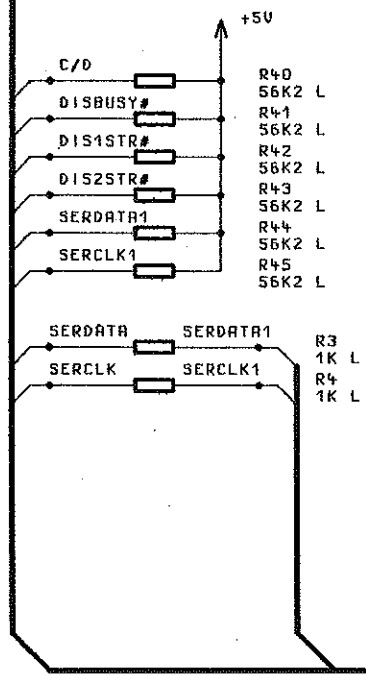 +5V
C/D
R40
56K2 L
DISBUSY#
R41
56K2 L
DIS1STR#
R42
56K2 L
DIS2STR#
R43
56K2 L
SERDATA1
R44
56K2 L
SERCLK1
R45
56K2 L
SERDATA SERDATA1
R3
1K L
SERCLK SERCLK1
R4
1K L